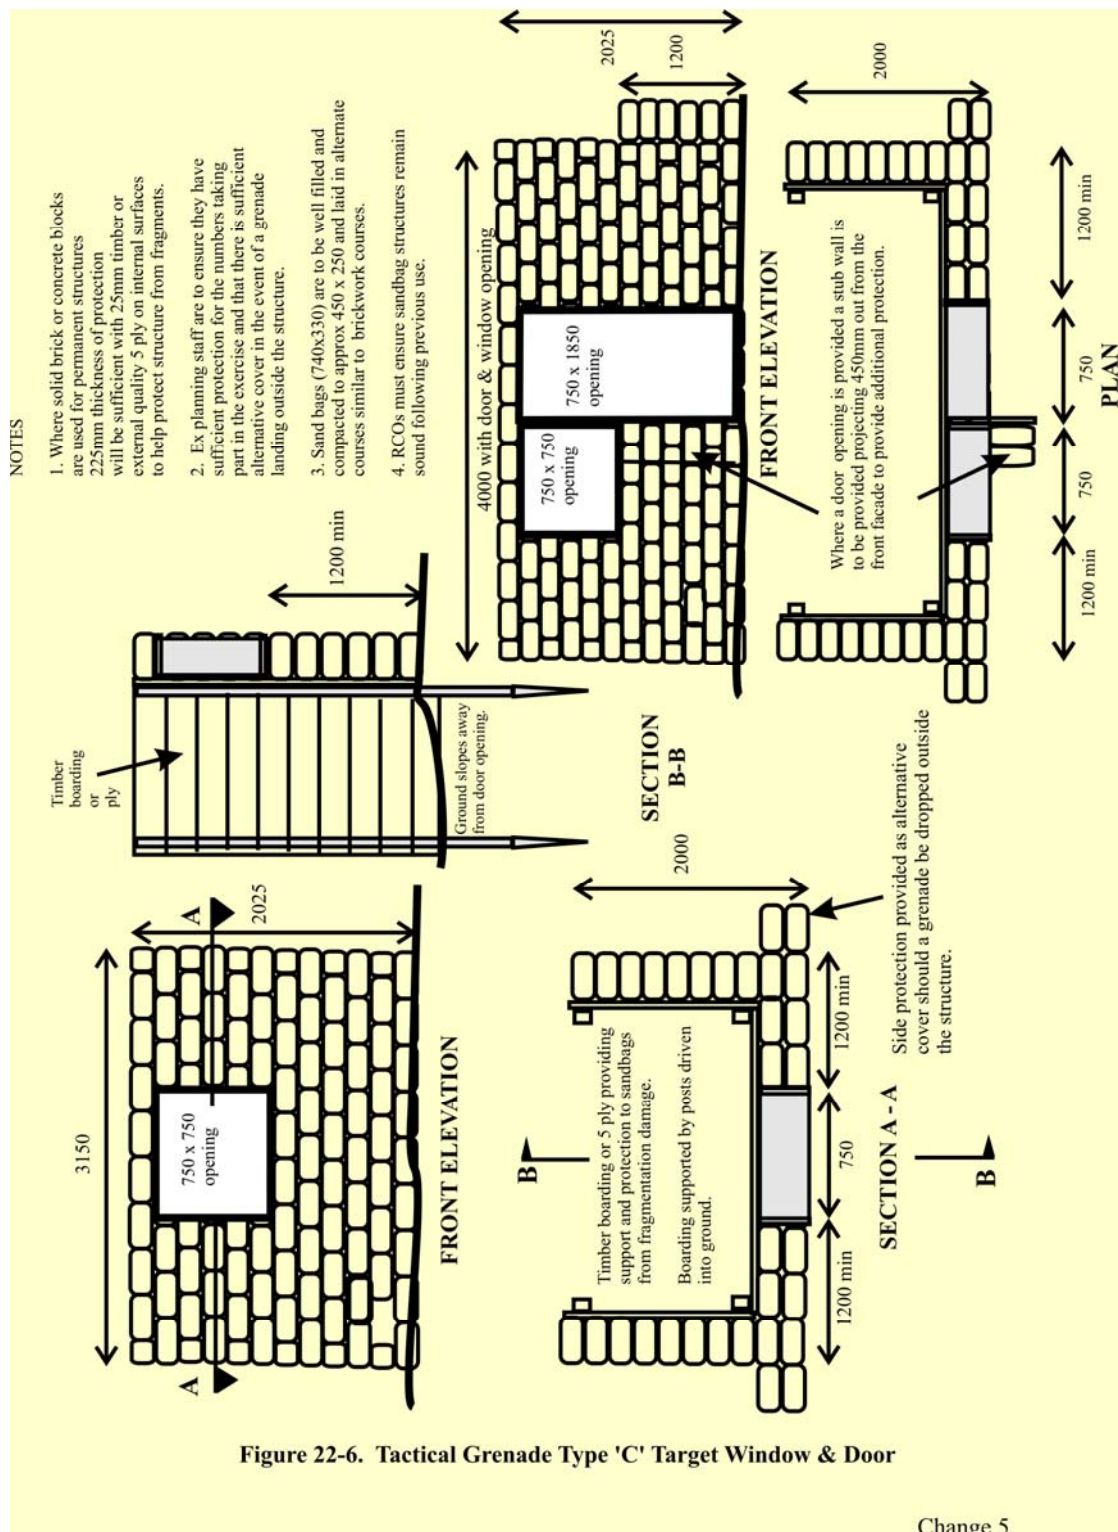 NOTES
1. Where solid brick or concrete blocks
are used for permanent structures
225mm thickness of protection
will be sufficient with 25mm timber or
external quality 5 ply on internal surfaces
to help protect structure from fragments.
2. Ex planning staff are to ensure they have
sufficient protection for the numbers taking
part in the exercise and that there is sufficient
alternative cover in the event of a grenade
landing outside the structure.
3. Sand bags (740x330) are to be well filled and
compacted to approx 450 x 250 and laid in alternate
courses similar to brickwork courses.
4. RCOs must ensure sandbag structures remain
sound following previous use.
Timber
boarding
or
ply
1200 min
Ground slopes away
from door opening.
SECTION
B-B
3150
A
A
2025
750 x 750
opening
FRONT ELEVATION
4000 with door & window opening
2025
1200
750 x 750
opening
750 x 1850
opening
FRONT ELEVATION
Where a door opening is provided a stub wall is
to be provided projecting 450mm out from the
front facade to provide additional protection.
2000
1200 min
750
750
1200 min
PLAN
Timber boarding or 5 ply providing
support and protection to sandbags
from fragmentation damage.
Boarding supported by posts driven
into ground.
2000
B
B
1200 min
750
1200 min
SECTION A - A
Side protection provided as alternative
cover should a grenade be dropped outside
the structure.
Figure 22-6. Tactical Grenade Type 'C' Target Window & Door
Change 5